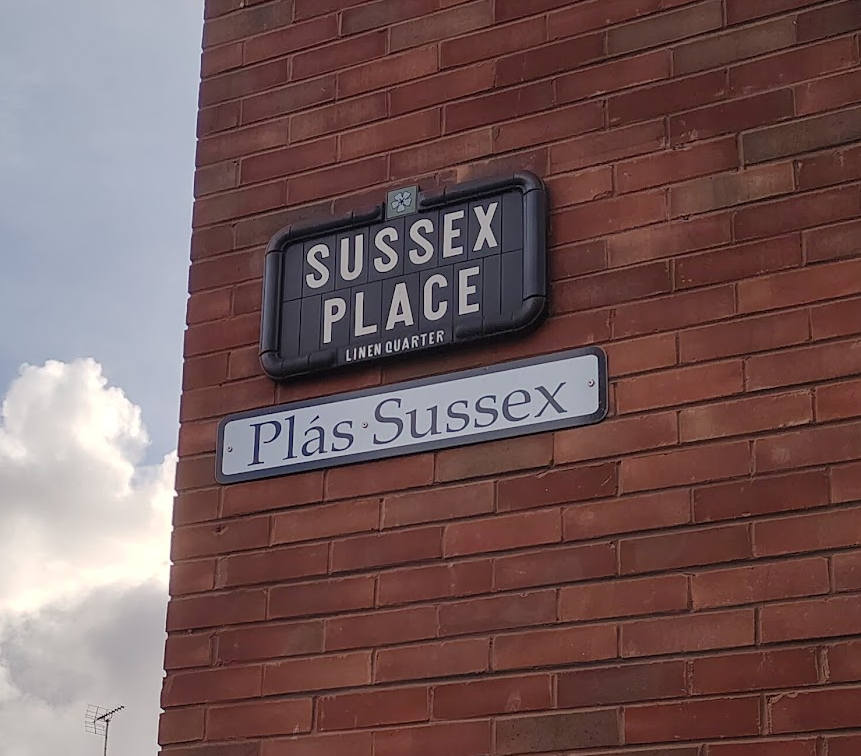 SUSSEX
PLACE
LINEN QUARTER
Plás Sussex